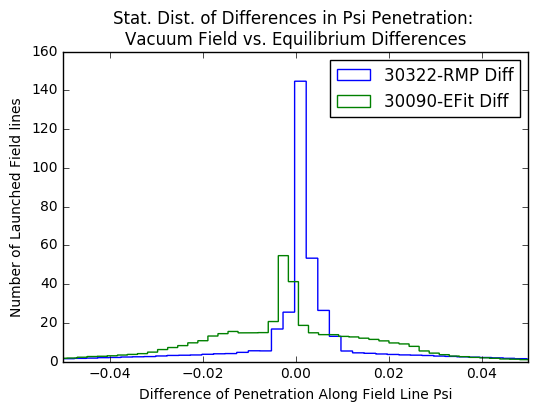 Stat. Dist. of Differences in Psi Penetration:
Vacuum Field vs. Equilibrium Differences
160
140
120
100
80
60
40
20
0
Number of Launched Field lines
30322-RMP Diff
30090-EFit Diff
−0.04
−0.02
0.00
0.02
0.04
Difference of Penetration Along Field Line Psi